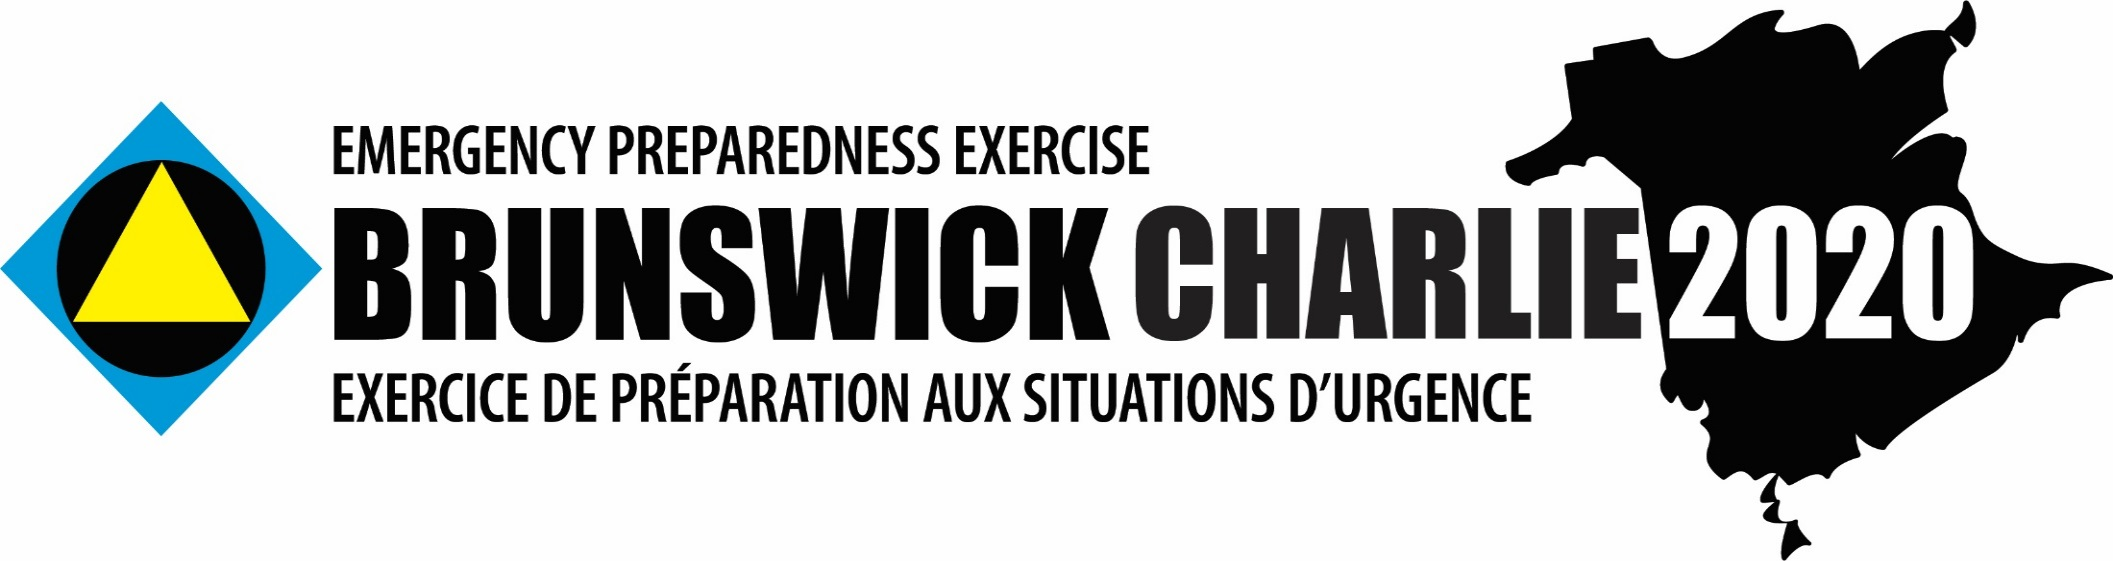 EMERGENCY PREPAREDNESS EXERCISE
BRUNSWICK CHARLIE 2020
EXERCICE DE PRÉPARATION AUX SITUATIONS D’URGENCE